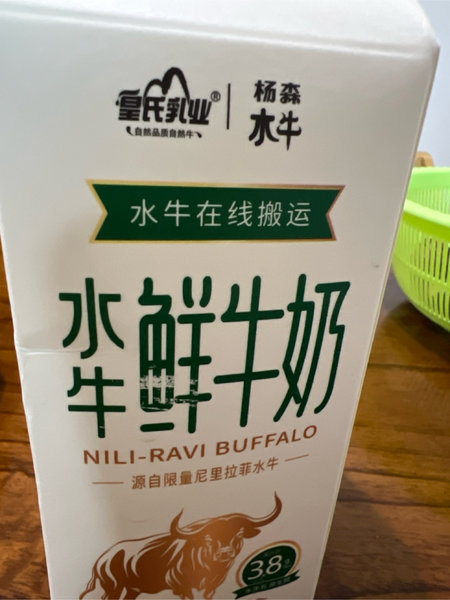 皇氏乳业®
自然品质自然牛
杨森
水牛
水牛在线搬运
水牛
鲜牛奶
NILI-RAVI BUFFALO
源自限量尼里拉菲水牛
3.8